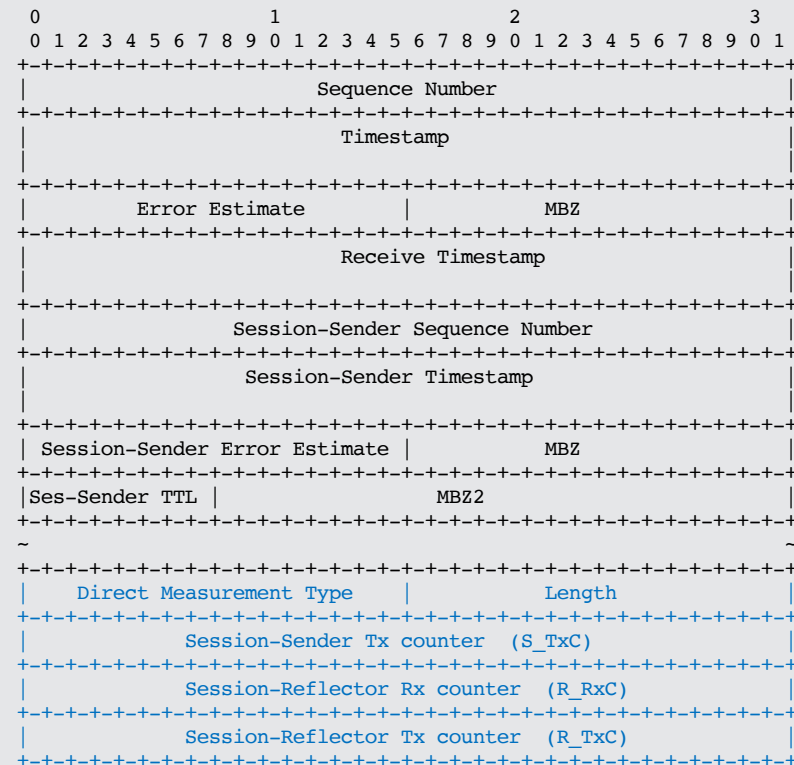 0                   1                   2                   3
 0 1 2 3 4 5 6 7 8 9 0 1 2 3 4 5 6 7 8 9 0 1 2 3 4 5 6 7 8 9 0 1
+-+-+-+-+-+-+-+-+-+-+-+-+-+-+-+-+-+-+-+-+-+-+-+-+-+-+-+-+-+-+-+-+
|                        Sequence Number                        |
+-+-+-+-+-+-+-+-+-+-+-+-+-+-+-+-+-+-+-+-+-+-+-+-+-+-+-+-+-+-+-+-+
|                          Timestamp                            |
|                                                               |
+-+-+-+-+-+-+-+-+-+-+-+-+-+-+-+-+-+-+-+-+-+-+-+-+-+-+-+-+-+-+-+-+
|         Error Estimate        |           MBZ                 |
+-+-+-+-+-+-+-+-+-+-+-+-+-+-+-+-+-+-+-+-+-+-+-+-+-+-+-+-+-+-+-+-+
|                          Receive Timestamp                    |
|                                                               |
+-+-+-+-+-+-+-+-+-+-+-+-+-+-+-+-+-+-+-+-+-+-+-+-+-+-+-+-+-+-+-+-+
|                 Session-Sender Sequence Number                |
+-+-+-+-+-+-+-+-+-+-+-+-+-+-+-+-+-+-+-+-+-+-+-+-+-+-+-+-+-+-+-+-+
|                  Session-Sender Timestamp                     |
|                                                               |
+-+-+-+-+-+-+-+-+-+-+-+-+-+-+-+-+-+-+-+-+-+-+-+-+-+-+-+-+-+-+-+-+
| Session-Sender Error Estimate |           MBZ                 |
+-+-+-+-+-+-+-+-+-+-+-+-+-+-+-+-+-+-+-+-+-+-+-+-+-+-+-+-+-+-+-+-+
|Ses-Sender TTL |                  MBZ2                         |
+-+-+-+-+-+-+-+-+-+-+-+-+-+-+-+-+-+-+-+-+-+-+-+-+-+-+-+-+-+-+-+-+
~                                                               ~
+-+-+-+-+-+-+-+-+-+-+-+-+-+-+-+-+-+-+-+-+-+-+-+-+-+-+-+-+-+-+-+-+
|    Direct Measurement Type    |           Length              |
+-+-+-+-+-+-+-+-+-+-+-+-+-+-+-+-+-+-+-+-+-+-+-+-+-+-+-+-+-+-+-+-+
|             Session-Sender Tx counter  (S_TxC)                |
+-+-+-+-+-+-+-+-+-+-+-+-+-+-+-+-+-+-+-+-+-+-+-+-+-+-+-+-+-+-+-+-+
|             Session-Reflector Rx counter  (R_RxC)             |
+-+-+-+-+-+-+-+-+-+-+-+-+-+-+-+-+-+-+-+-+-+-+-+-+-+-+-+-+-+-+-+-+
|             Session-Reflector Tx counter  (R_TxC)             |
+-+-+-+-+-+-+-+-+-+-+-+-+-+-+-+-+-+-+-+-+-+-+-+-+-+-+-+-+-+-+-+-+